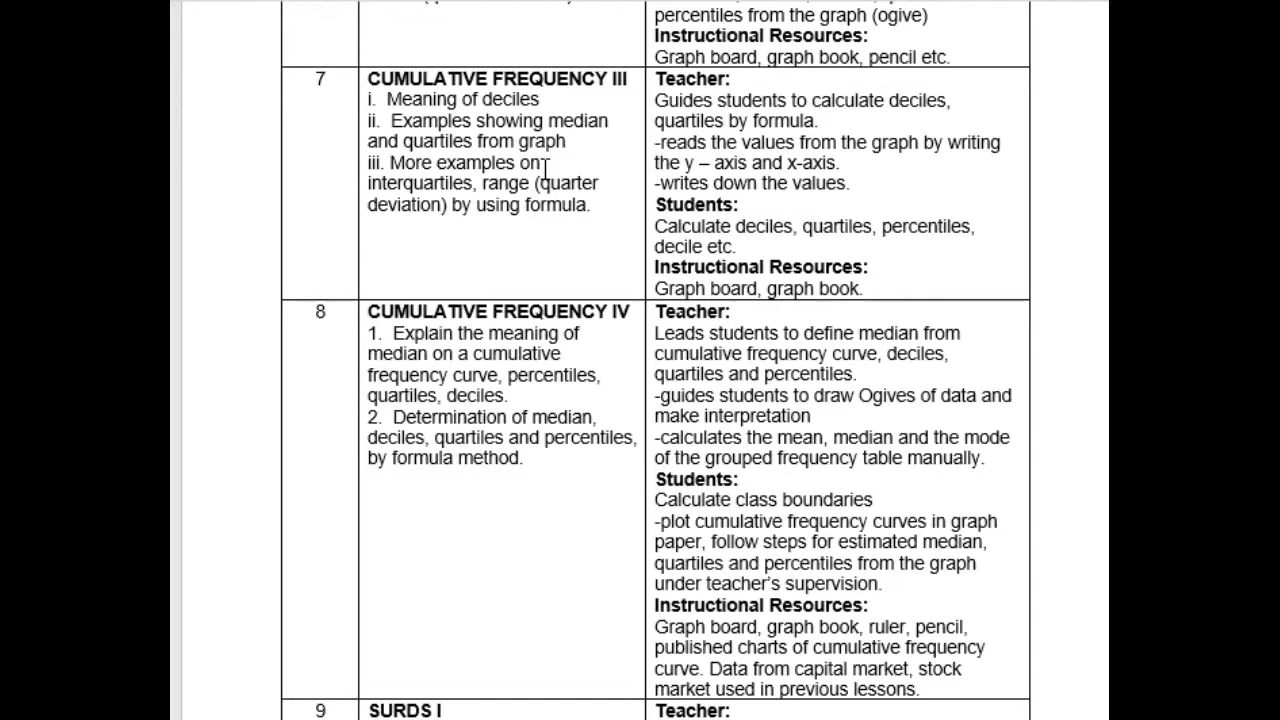 percentiles from the graph (ogive)
Instructional Resources:
Graph board, graph book, pencil etc.
7
CUMULATIVE FREQUENCY III
i. Meaning of deciles
ii. Examples showing median
and quartiles from graph
iii. More examples on
interquartiles, range (quarter
deviation) by using formula.
Teacher:
Guides students to calculate deciles,
quartiles by formula.
-reads the values from the graph by writing
the y – axis and x-axis.
-writes down the values.
Students:
Calculate deciles, quartiles, percentiles,
decile etc.
Instructional Resources:
Graph board, graph book.
8
CUMULATIVE FREQUENCY IV
1. Explain the meaning of
median on a cumulative
frequency curve, percentiles,
quartiles, deciles.
2. Determination of median,
deciles, quartiles and percentiles,
by formula method.
Teacher:
Leads students to define median from
cumulative frequency curve, deciles,
quartiles and percentiles.
-guides students to draw Ogives of data and
make interpretation
-calculates the mean, median and the mode
of the grouped frequency table manually.
Students:
Calculate class boundaries
-plot cumulative frequency curves in graph
paper, follow steps for estimated median,
quartiles and percentiles from the graph
under teacher's supervision.
Instructional Resources:
Graph board, graph book, ruler, pencil,
published charts of cumulative frequency
curve. Data from capital market, stock
market used in previous lessons.
9
SURDS I
Teacher: